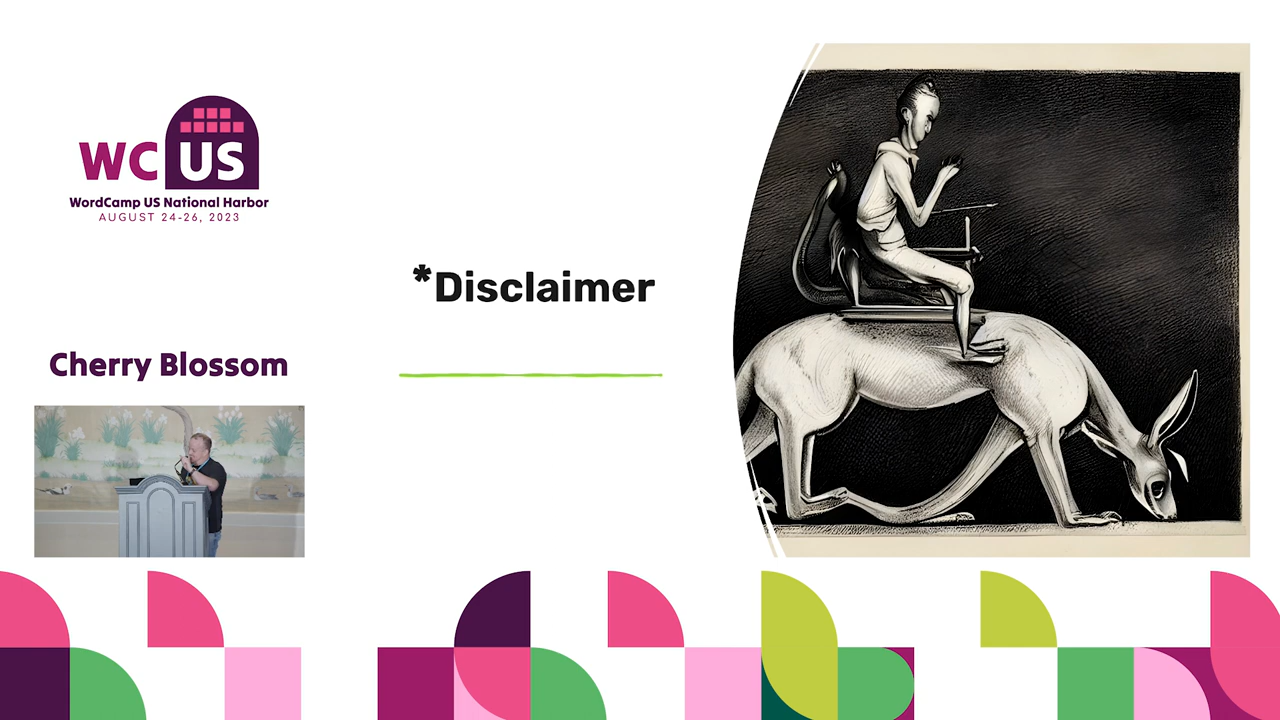 WC US
WordCamp US National Harbor
AUGUST 24-26, 2023
*Disclaimer
Cherry Blossom